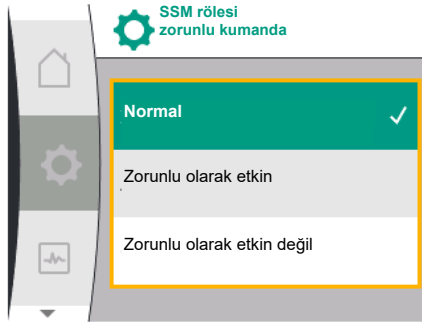 SSM rölesi
zorunlu kumanda
Normal
Zorunlu olarak etkin
Zorunlu olarak etkin değil